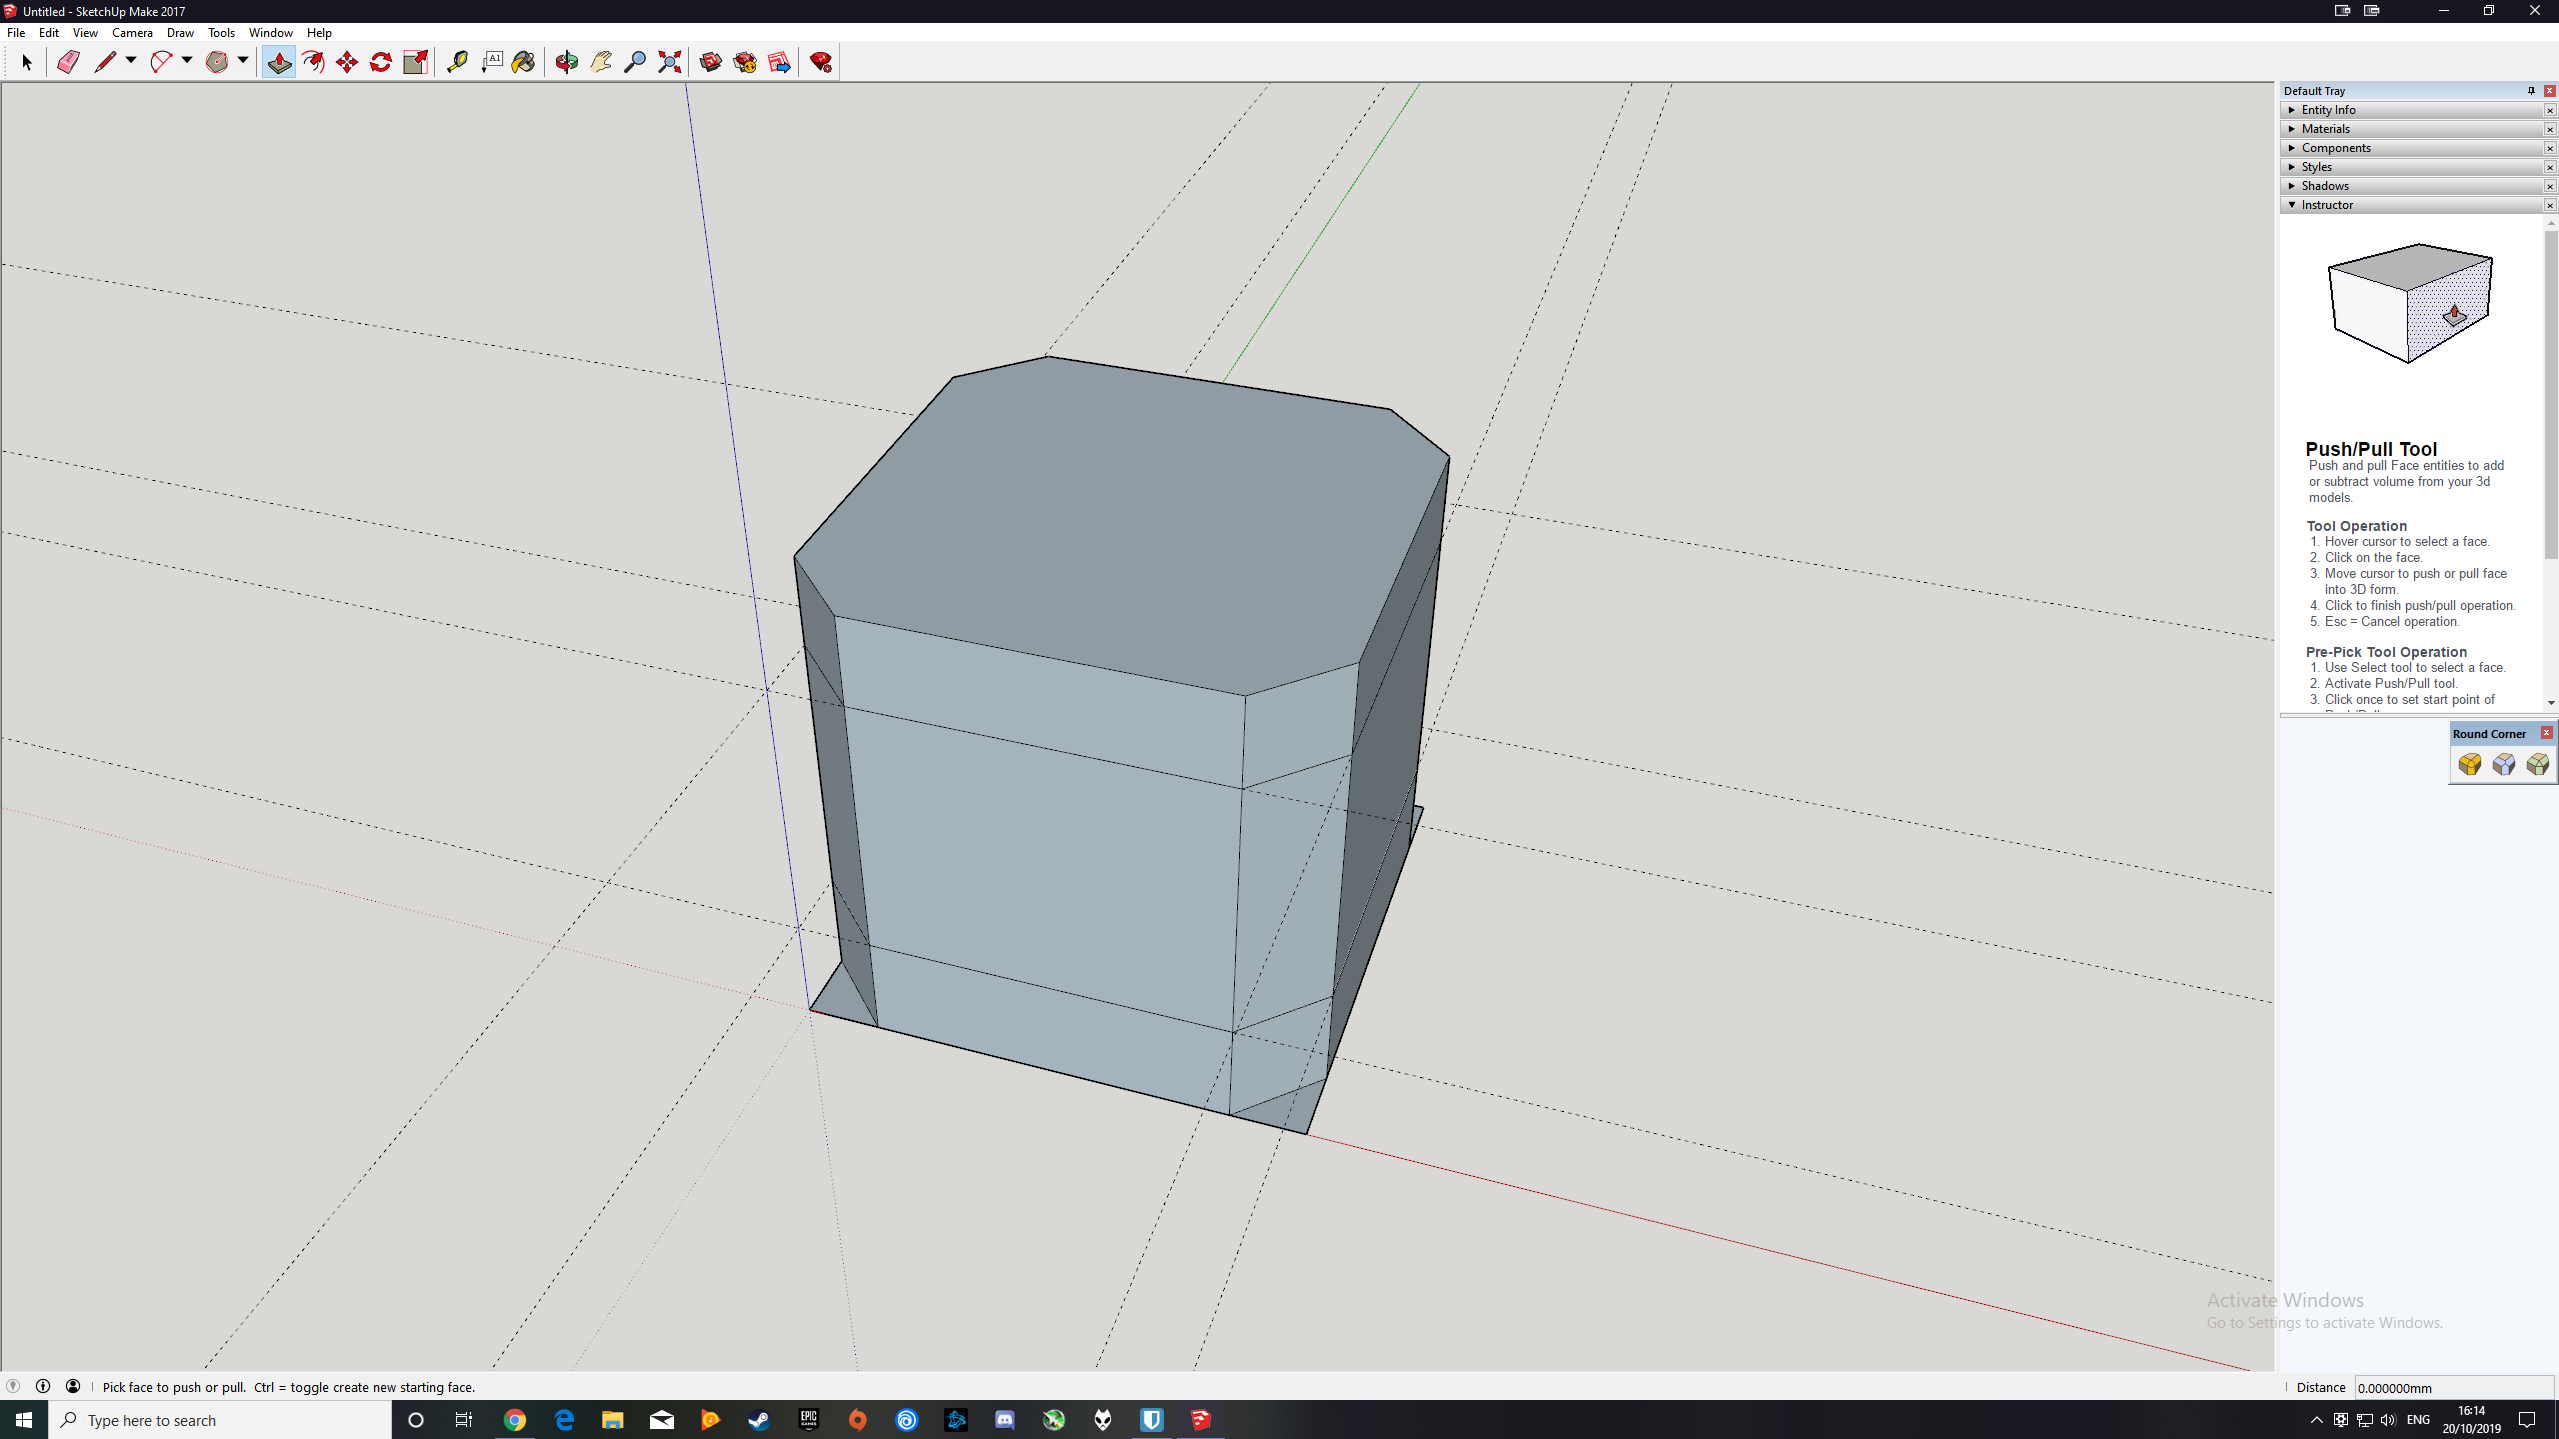 Untitled - SketchUp Make 2017
File Edit View Camera Draw Tools Window Help
A1
Default Tray
Entity Info
Materials
Components
Styles
Shadows
Instructor
Push/Pull Tool
Push and pull Face entities to add
or subtract volume from your 3d
models.
Tool Operation
1. Hover cursor to select a face.
2. Click on the face.
3. Move cursor to push or pull face
into 3D form.
4. Click to finish push/pull operation.
5. Esc = Cancel operation.
Pre-Pick Tool Operation
1. Use Select tool to select a face.
2. Activate Push/Pull tool.
3. Click once to set start point of
Round Corner
Activate Windows
Go to Settings to activate Windows.
Pick face to push or pull. Ctrl = toggle create new starting face.
Distance 0.000000mm
Type here to search
EPIC
GAMES
ENG
16:14
20/10/2019